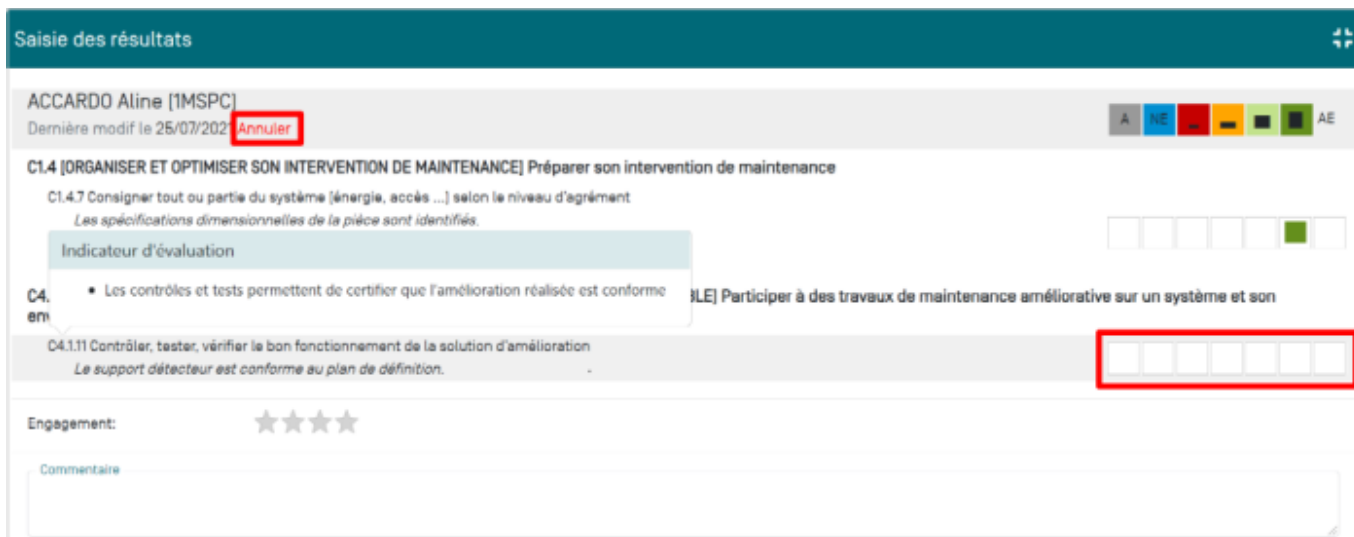 Saisie des résultats
ACCARDO Aline [1MSPC]
Dernière modif le 25/07/2021 Annuler
A NE AE
C1.4 [ORGANISER ET OPTIMISER SON INTERVENTION DE MAINTENANCE] Préparer son intervention de maintenance
C1.4.7 Consigner tout ou partie du système [énergie, accès ...] selon le niveau d'agrément
Les spécifications dimensionnelles de la pièce sont identifiés.
Indicateur d'évaluation
• Les contrôles et tests permettent de certifier que l'amélioration réalisée est conforme
C4. BLE] Participer à des travaux de maintenance améliorative sur un système et son
env
C4.1.11 Contrôler, tester, vérifier le bon fonctionnement de la solution d'amélioration
Le support détecteur est conforme au plan de définition.
Engagement:
Commentaire